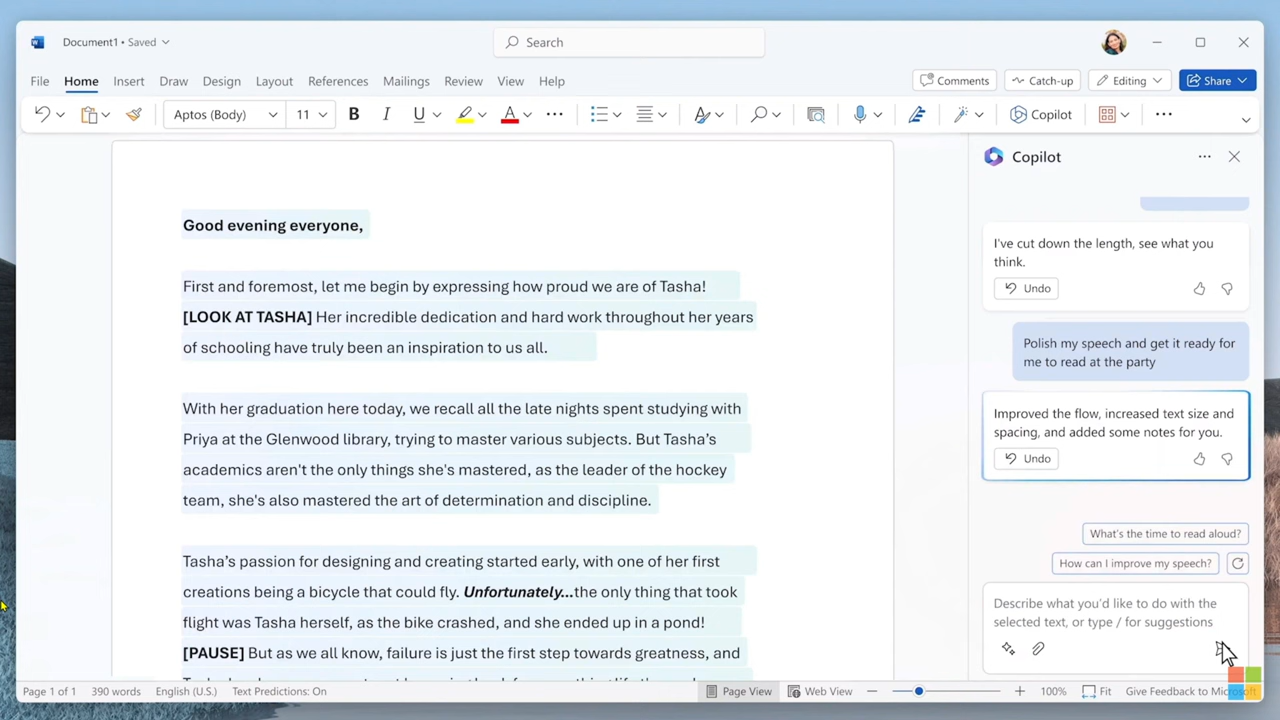 Document1 • Saved
Search
File Home Insert Draw Design Layout References Mailings Review View Help
Comments Catch-up Editing Share
Aptos (Body) 11 B I U A Copilot
Copilot
Good evening everyone,
First and foremost, let me begin by expressing how proud we are of Tasha!
[LOOK AT TASHA] Her incredible dedication and hard work throughout her years
of schooling have truly been an inspiration to us all.
With her graduation here today, we recall all the late nights spent studying with
Priya at the Glenwood library, trying to master various subjects. But Tasha's
academics aren't the only things she's mastered, as the leader of the hockey
team, she's also mastered the art of determination and discipline.
Tasha's passion for designing and creating started early, with one of her first
creations being a bicycle that could fly. Unfortunately...the only thing that took
flight was Tasha herself, as the bike crashed, and she ended up in a pond!
[PAUSE] But as we all know, failure is just the first step towards greatness, and
I've cut down the length, see what you
think.
Undo
Polish my speech and get it ready for
me to read at the party
Improved the flow, increased text size and
spacing, and added some notes for you.
Undo
What's the time to read aloud?
How can I improve my speech?
Describe what you'd like to do with the
selected text, or type / for suggestions
Page 1 of 1 390 words English (U.S.) Text Predictions: On Page View Web View 100% Fit Give Feedback to Microsoft